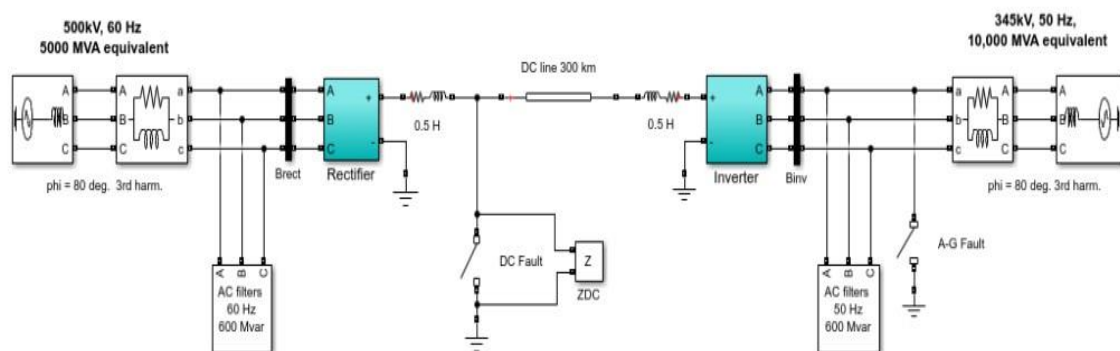 500kV, 60 Hz
5000 MVA equivalent
345kV, 50 Hz,
10,000 MVA equivalent
DC line 300 km
A
B
C
A
B
C
a
b
c
A
B
C
+
-
0.5 H
0.5 H
+
-
A
B
C
a
b
c
A
B
C
A
B
C
phi = 80 deg. 3rd harm.
Brect
Rectifier
Inverter
Binv
phi = 80 deg. 3rd harm.
A B C
AC filters
60 Hz
600 Mvar
DC Fault
Z
ZDC
A B C
AC filters
50 Hz
600 Mvar
A-G Fault